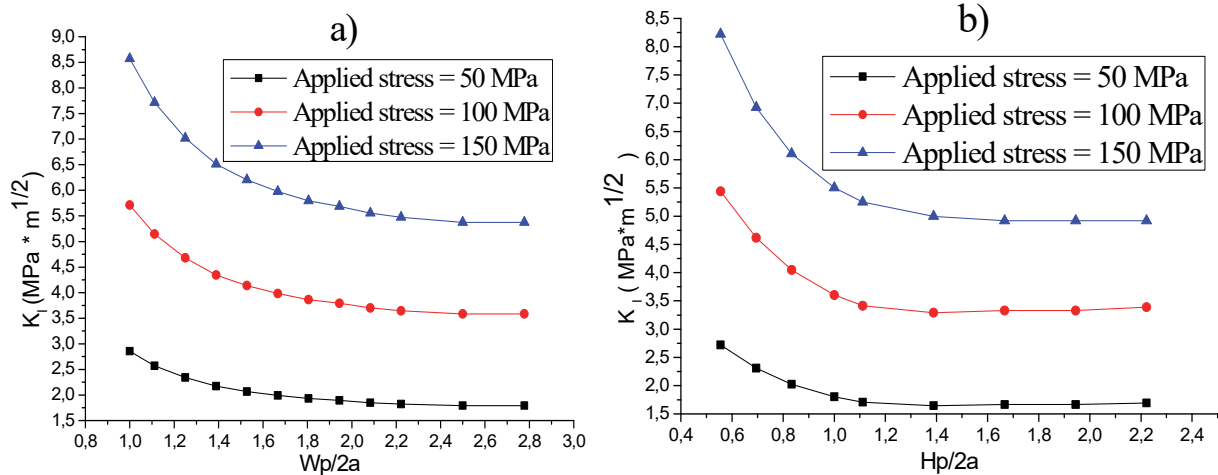 a)
9,0
8,5
8,0
7,5
7,0
6,5
6,0
5,5
5,0
4,5
4,0
3,5
3,0
2,5
2,0
1,5
K_I (MPa * m^1/2)
Applied stress = 50 MPa
Applied stress = 100 MPa
Applied stress = 150 MPa
0,8 1,0 1,2 1,4 1,6 1,8 2,0 2,2 2,4 2,6 2,8 3,0
Wp/2a
b)
8,5
8,0
7,5
7,0
6,5
6,0
5,5
5,0
4,5
4,0
3,5
3,0
2,5
2,0
1,5
K_I ( MPa*m^1/2 )
Applied stress = 50 MPa
Applied stress = 100 MPa
Applied stress = 150 MPa
0,4 0,6 0,8 1,0 1,2 1,4 1,6 1,8 2,0 2,2 2,4
Hp/2a